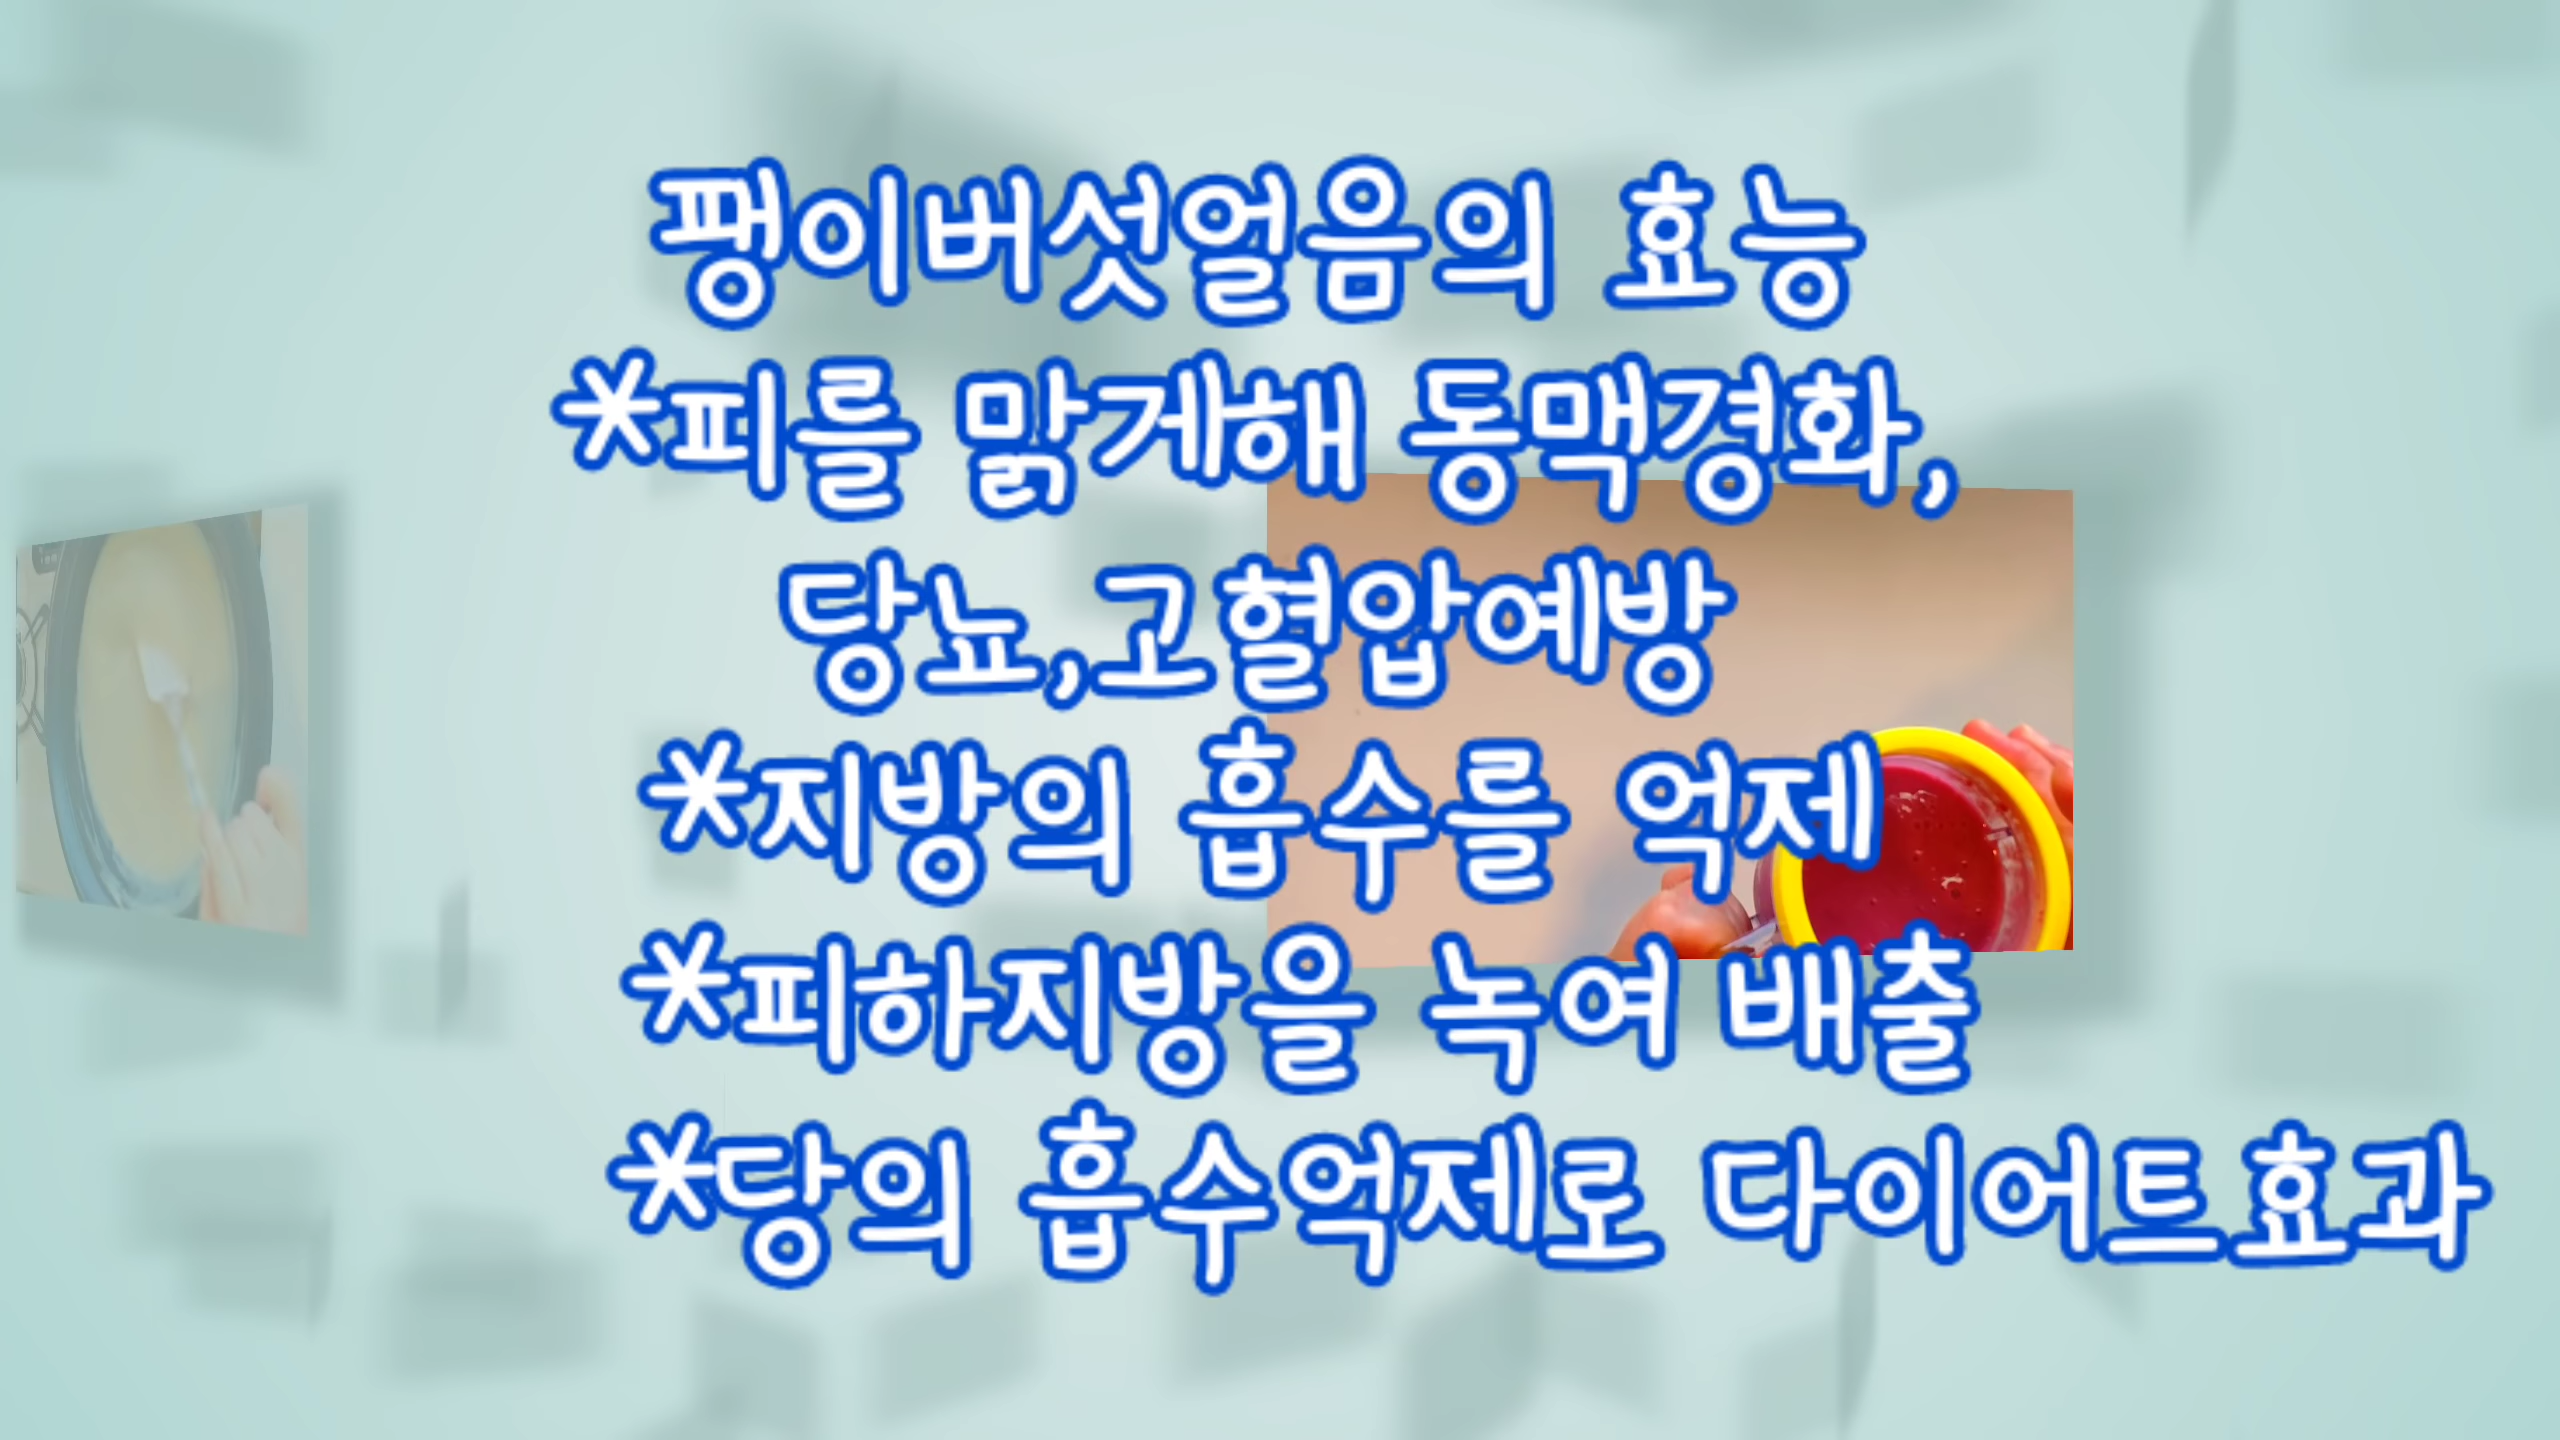 팽이버섯얼음의 효능
*피를 맑게해 동맥경화,
당뇨,고혈압예방
*지방의 흡수를 억제
*피하지방을 녹여 배출
*당의 흡수억제로 다이어트효과